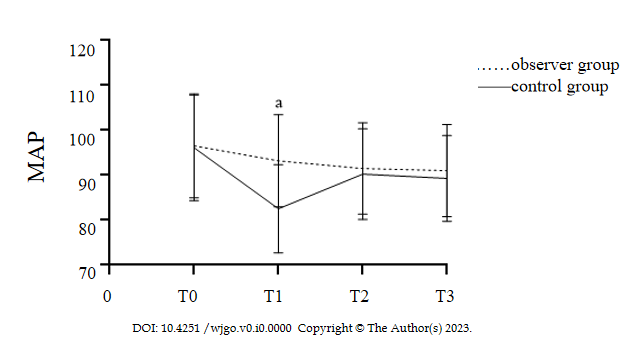 120
110
100
90
80
70
MAP
a
0
T0
T1
T2
T3
observer group
control group
DOI: 10.4251 /wjgo.v0.i0.0000 Copyright © The Author(s) 2023.